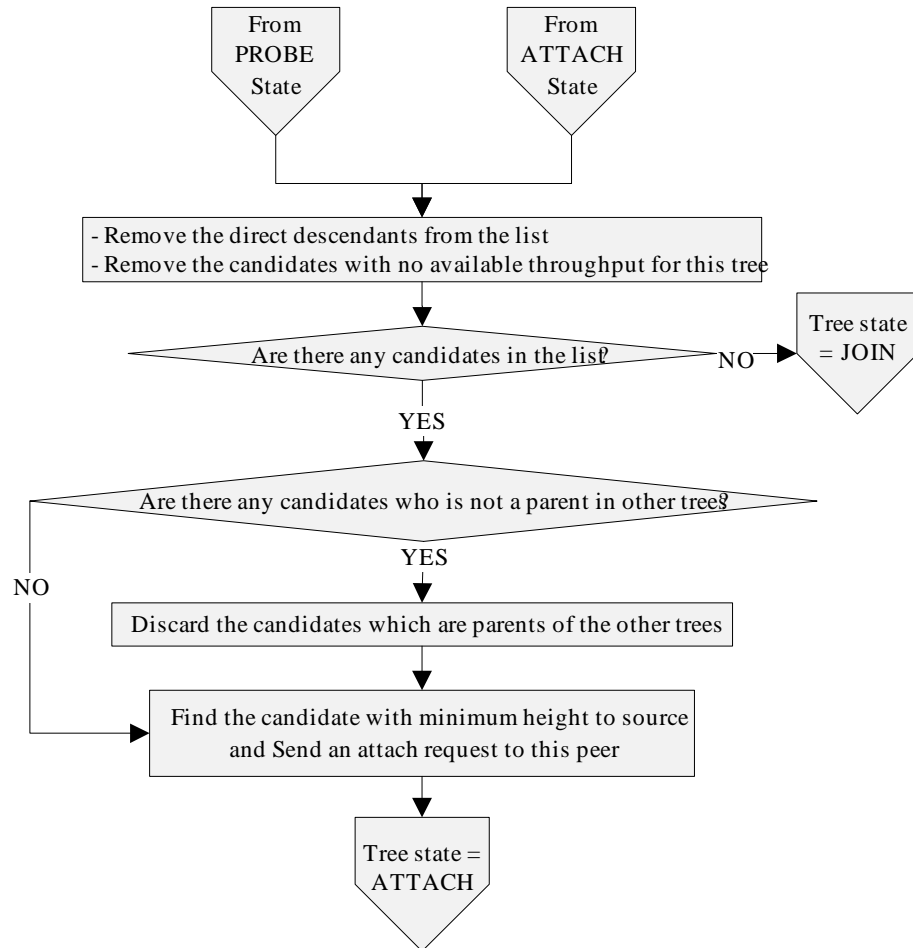 From
PROBE
State
From
ATTACH
State
- Remove the direct descendants from the list
- Remove the candidates with no available throughput for this tree
Are there any candidates in the list?
NO
Tree state
= JOIN
YES
Are there any candidates who is not a parent in other trees?
YES
NO
Discard the candidates which are parents of the other trees
Find the candidate with minimum height to source
and Send an attach request to this peer
Tree state =
ATTACH